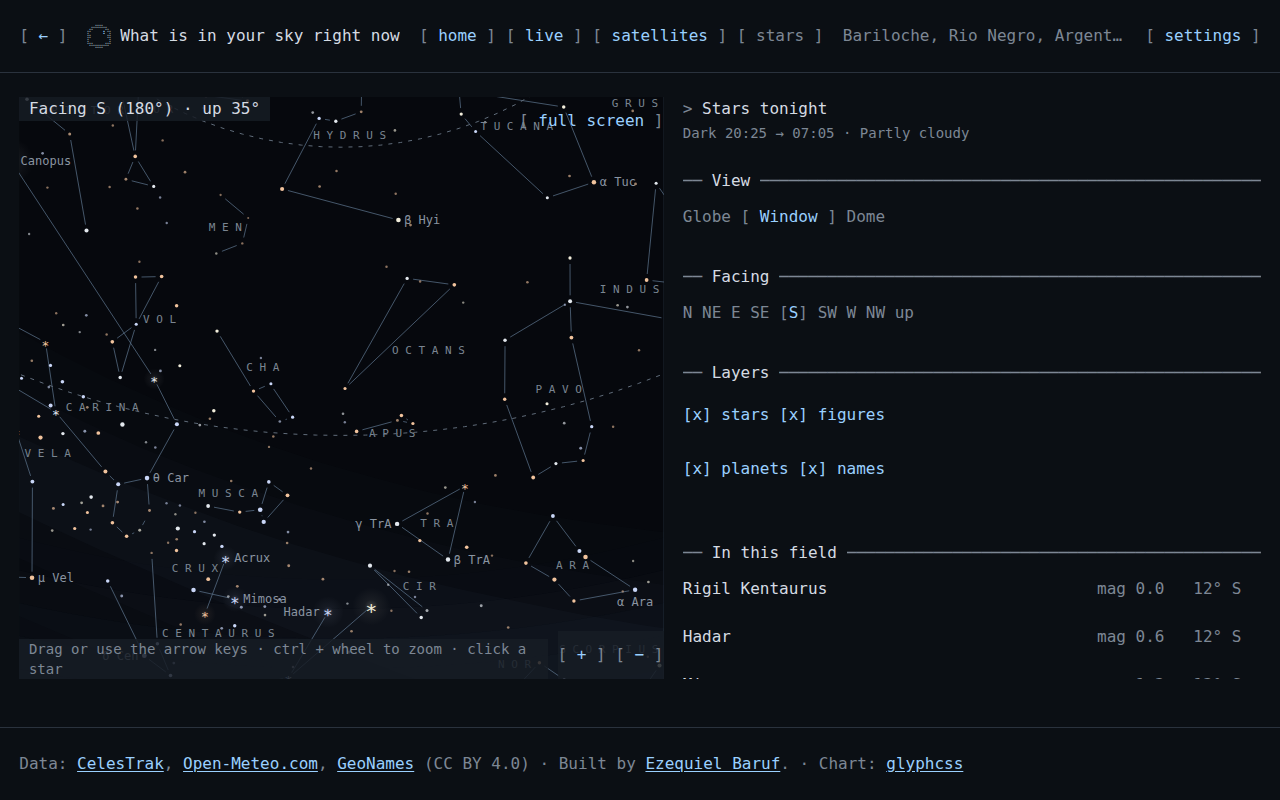 [ ← ] What is in your sky right now [ home ] [ live ] [ satellites ] [ stars ] Bariloche, Rio Negro, Argent… [ settings ]
Facing S (180°) · up 35°
[ full screen ]
GRUS
TUCANA
HYDRUS
Canopus
α Tuc
β Hyi
MEN
INDUS
VOL
OCTANS
CHA
PAVO
CARINA
APUS
VELA
θ Car
MUSCA
γ TrA
TRA
β TrA
Acrux
CRUX
ARA
μ Vel
CIR
Mimosa
Hadar
α Ara
CENTAURUS
Drag or use the arrow keys · ctrl + wheel to zoom · click a
star
[ + ] [ − ]
> Stars tonight
Dark 20:25 → 07:05 · Partly cloudy
View
Globe [ Window ] Dome
Facing
N NE E SE [S] SW W NW up
Layers
[x] stars [x] figures
[x] planets [x] names
In this field
Rigil Kentaurus mag 0.0 12° S
Hadar mag 0.6 12° S
Data: CelesTrak, Open-Meteo.com, GeoNames (CC BY 4.0) · Built by Ezequiel Baruf. · Chart: glyphcss